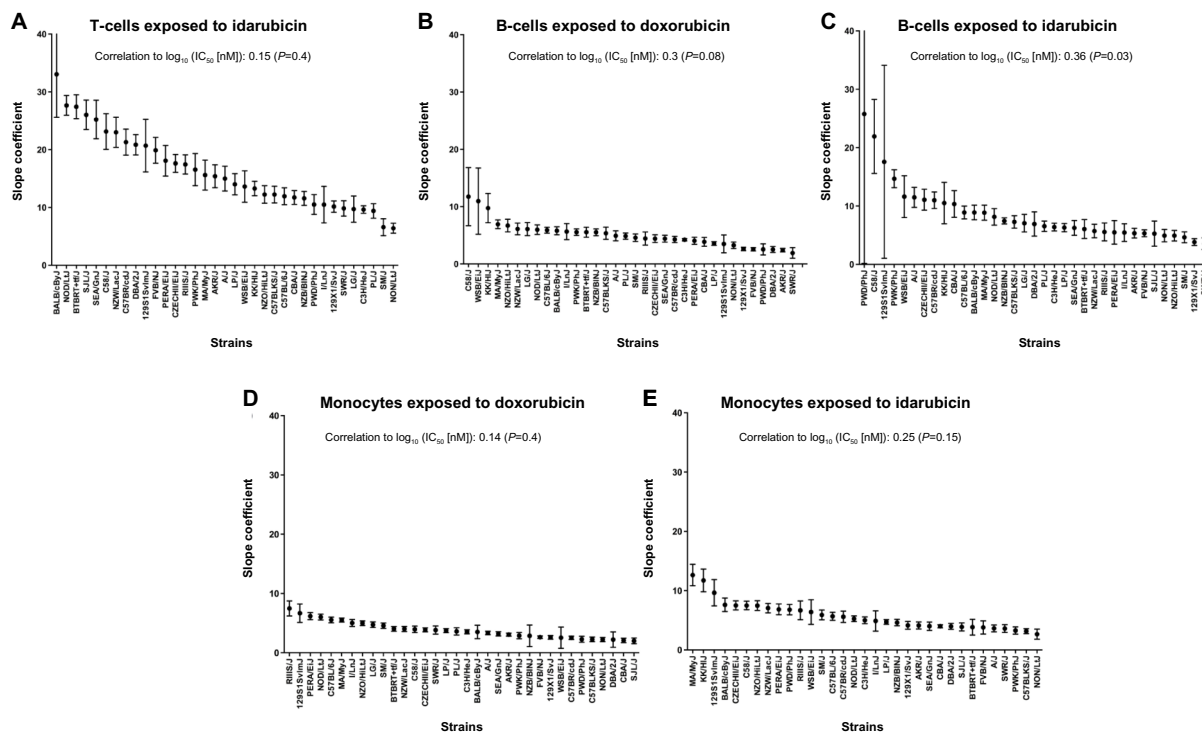 A
T-cells exposed to idarubicin
Correlation to log10 (IC50 [nM]): 0.15 (P=0.4)
Slope coefficient
40
30
20
10
0
BALB/cByJ
NOD/LtJ
BTBRT+tf/J
SJL/J
SEA/GnJ
C58/J
NZW/LacJ
C57BR/cdJ
DBA/2J
129S1SvImJ
FVB/NJ
PERA/EiJ
CZECHII/EiJ
RIIIS/J
PWK/PhJ
MA/MyJ
AKR/J
A/J
LP/J
WSB/EiJ
KK/HIJ
NZO/HILtJ
C57BLKS/J
C57BL/6J
CBA/J
NZB/BINJ
PWD/PhJ
I/LnJ
129X1/SvJ
SWR/J
LG/J
C3H/HeJ
PL/J
SM/J
NON/LtJ
Strains
B
B-cells exposed to doxorubicin
Correlation to log10 (IC50 [nM]): 0.3 (P=0.08)
Slope coefficient
40
30
20
10
0
C58/J
WSB/EiJ
KK/HIJ
MA/MyJ
NZO/HILtJ
NZW/LacJ
LG/J
NOD/LtJ
C57BL/6J
BALB/cByJ
I/LnJ
PWK/PhJ
BTBRT+tf/J
NZB/BINJ
C57BLKS/J
A/J
PL/J
SM/J
RIIIS/J
CZECHII/EiJ
SEA/GnJ
C57BR/cdJ
C3H/HeJ
PERA/EiJ
CBA/J
LP/J
129S1SvImJ
NON/LtJ
129X1/SvJ
FVB/NJ
PWD/PhJ
DBA/2J
AKR/J
SWR/J
Strains
C
B-cells exposed to idarubicin
Correlation to log10 (IC50 [nM]): 0.36 (P=0.03)
Slope coefficient
40
30
20
10
0
PWD/PhJ
C58/J
129S1SvImJ
PWK/PhJ
WSB/EiJ
A/J
CZECHII/EiJ
C57BR/cdJ
KK/HIJ
CBA/J
C57BL/6J
BALB/cByJ
MA/MyJ
NOD/LtJ
NZB/BINJ
C57BLKS/J
LG/J
DBA/2J
PL/J
C3H/HeJ
LP/J
SEA/GnJ
BTBRT+tf/J
NZW/LacJ
RIIIS/J
PERA/EiJ
I/LnJ
AKR/J
FVB/NJ
SJL/J
NON/LtJ
NZO/HILtJ
SM/J
129X1/SvJ
Strains
D
Monocytes exposed to doxorubicin
Correlation to log10 (IC50 [nM]): 0.14 (P=0.4)
Slope coefficient
40
30
20
10
0
RIIIS/J
129S1SvImJ
PERA/EiJ
NOD/LtJ
C57BL/6J
MA/MyJ
I/LnJ
NZO/HILtJ
LG/J
SM/J
BTBRT+tf/J
NZW/LacJ
C58/J
CZECHII/EiJ
SWR/J
LP/J
PL/J
C3H/HeJ
BALB/cByJ
A/J
SEA/GnJ
AKR/J
PWK/PhJ
NZB/BINJ
FVB/NJ
129X1/SvJ
WSB/EiJ
C57BR/cdJ
PWD/PhJ
C57BLKS/J
NON/LtJ
DBA/2J
CBA/J
SJL/J
Strains
E
Monocytes exposed to idarubicin
Correlation to log10 (IC50 [nM]): 0.25 (P=0.15)
Slope coefficient
40
30
20
10
0
MA/MyJ
KK/HIJ
129S1SvImJ
BALB/cByJ
CZECHII/EiJ
C58/J
NZO/HILtJ
NZW/LacJ
PERA/EiJ
PWD/PhJ
RIIIS/J
WSB/EiJ
SM/J
C57BL/6J
C57BR/cdJ
NOD/LtJ
C3H/HeJ
I/LnJ
LP/J
NZB/BINJ
129X1/SvJ
AKR/J
SEA/GnJ
CBA/J
DBA/2J
SJL/J
BTBRT+tf/J
FVB/NJ
A/J
SWR/J
PWK/PhJ
C57BLKS/J
NON/LtJ
Strains